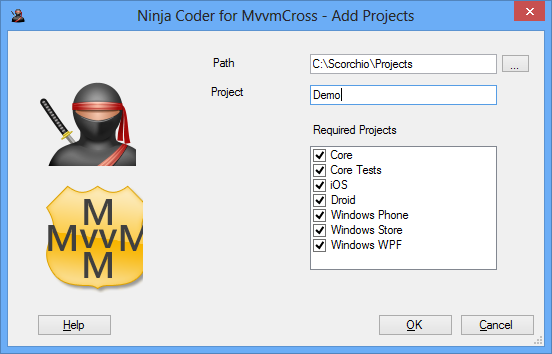 Ninja Coder for MvvmCross - Add Projects
Path
C:\Scorchio\Projects
...
Project
Demo
Required Projects
Core
Core Tests
iOS
Droid
Windows Phone
Windows Store
Windows WPF
M
MvvM
M
Help
OK
Cancel